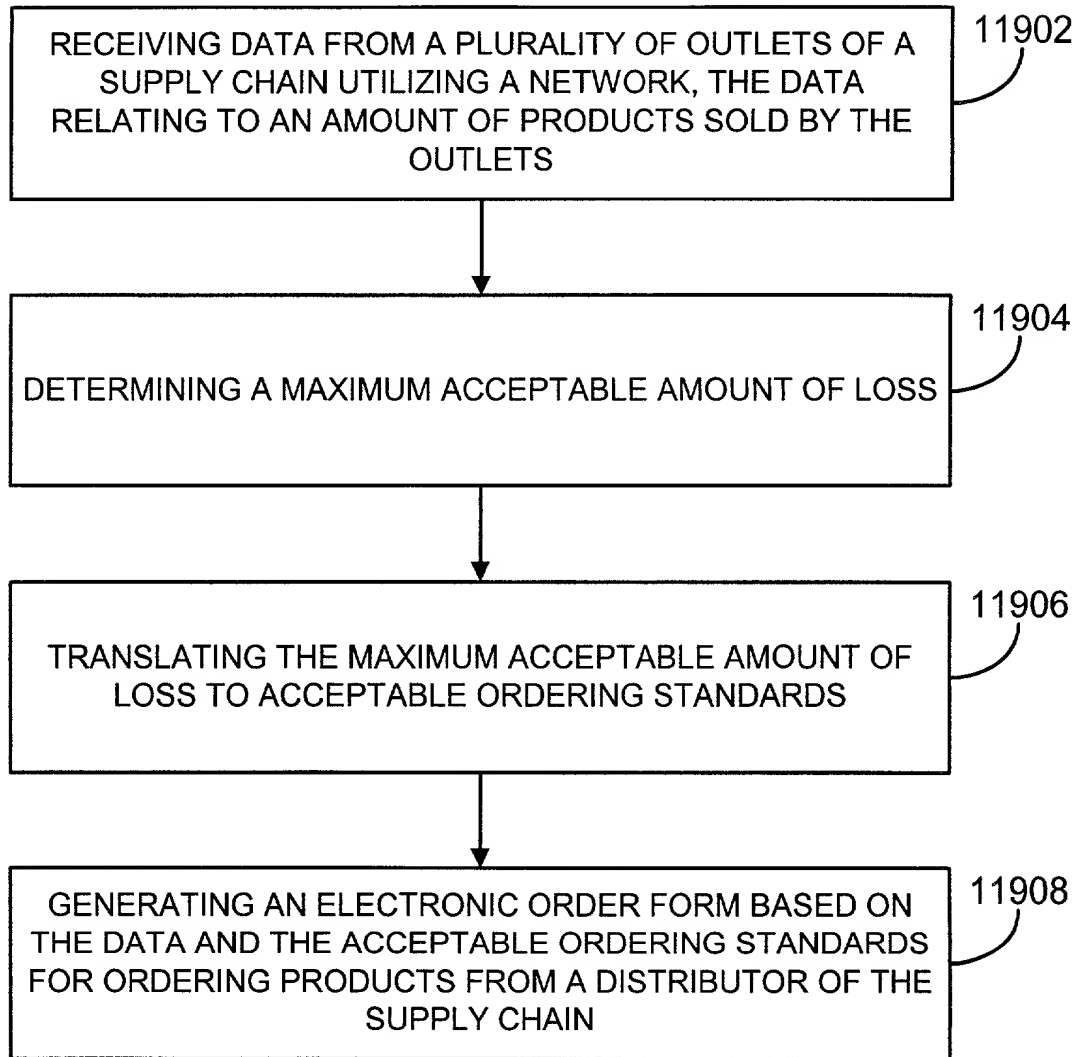 RECEIVING DATA FROM A PLURALITY OF OUTLETS OF A
SUPPLY CHAIN UTILIZING A NETWORK, THE DATA
RELATING TO AN AMOUNT OF PRODUCTS SOLD BY THE
OUTLETS
11902
DETERMINING A MAXIMUM ACCEPTABLE AMOUNT OF LOSS
11904
TRANSLATING THE MAXIMUM ACCEPTABLE AMOUNT OF
LOSS TO ACCEPTABLE ORDERING STANDARDS
11906
GENERATING AN ELECTRONIC ORDER FORM BASED ON
THE DATA AND THE ACCEPTABLE ORDERING STANDARDS
FOR ORDERING PRODUCTS FROM A DISTRIBUTOR OF THE
SUPPLY CHAIN
11908